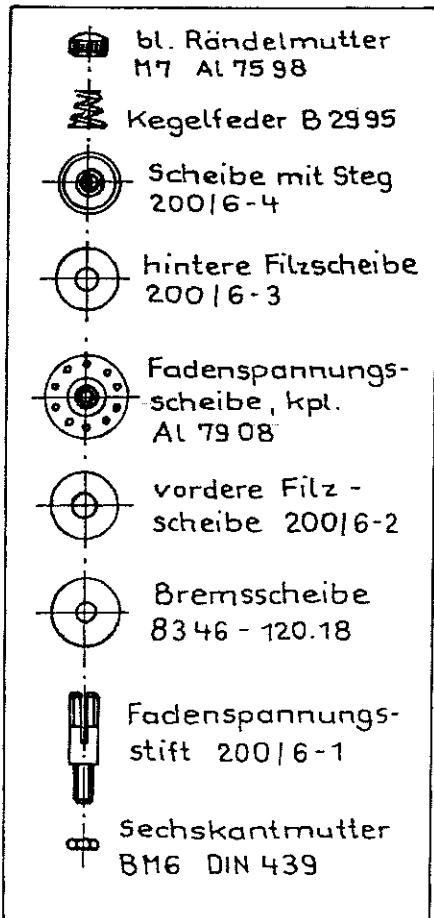 bl. Rändelmutter
M7 Al 7598
Kegelfeder B 2995
Scheibe mit Steg
200/6-4
hintere Filzscheibe
200/6-3
Fadenspannungs-
scheibe, kpl.
Al 7908
vordere Filz-
scheibe 200/6-2
Bremsscheibe
8346-120.18
Fadenspannungs-
stift 200/6-1
Sechskantmutter
BM6 DIN 439